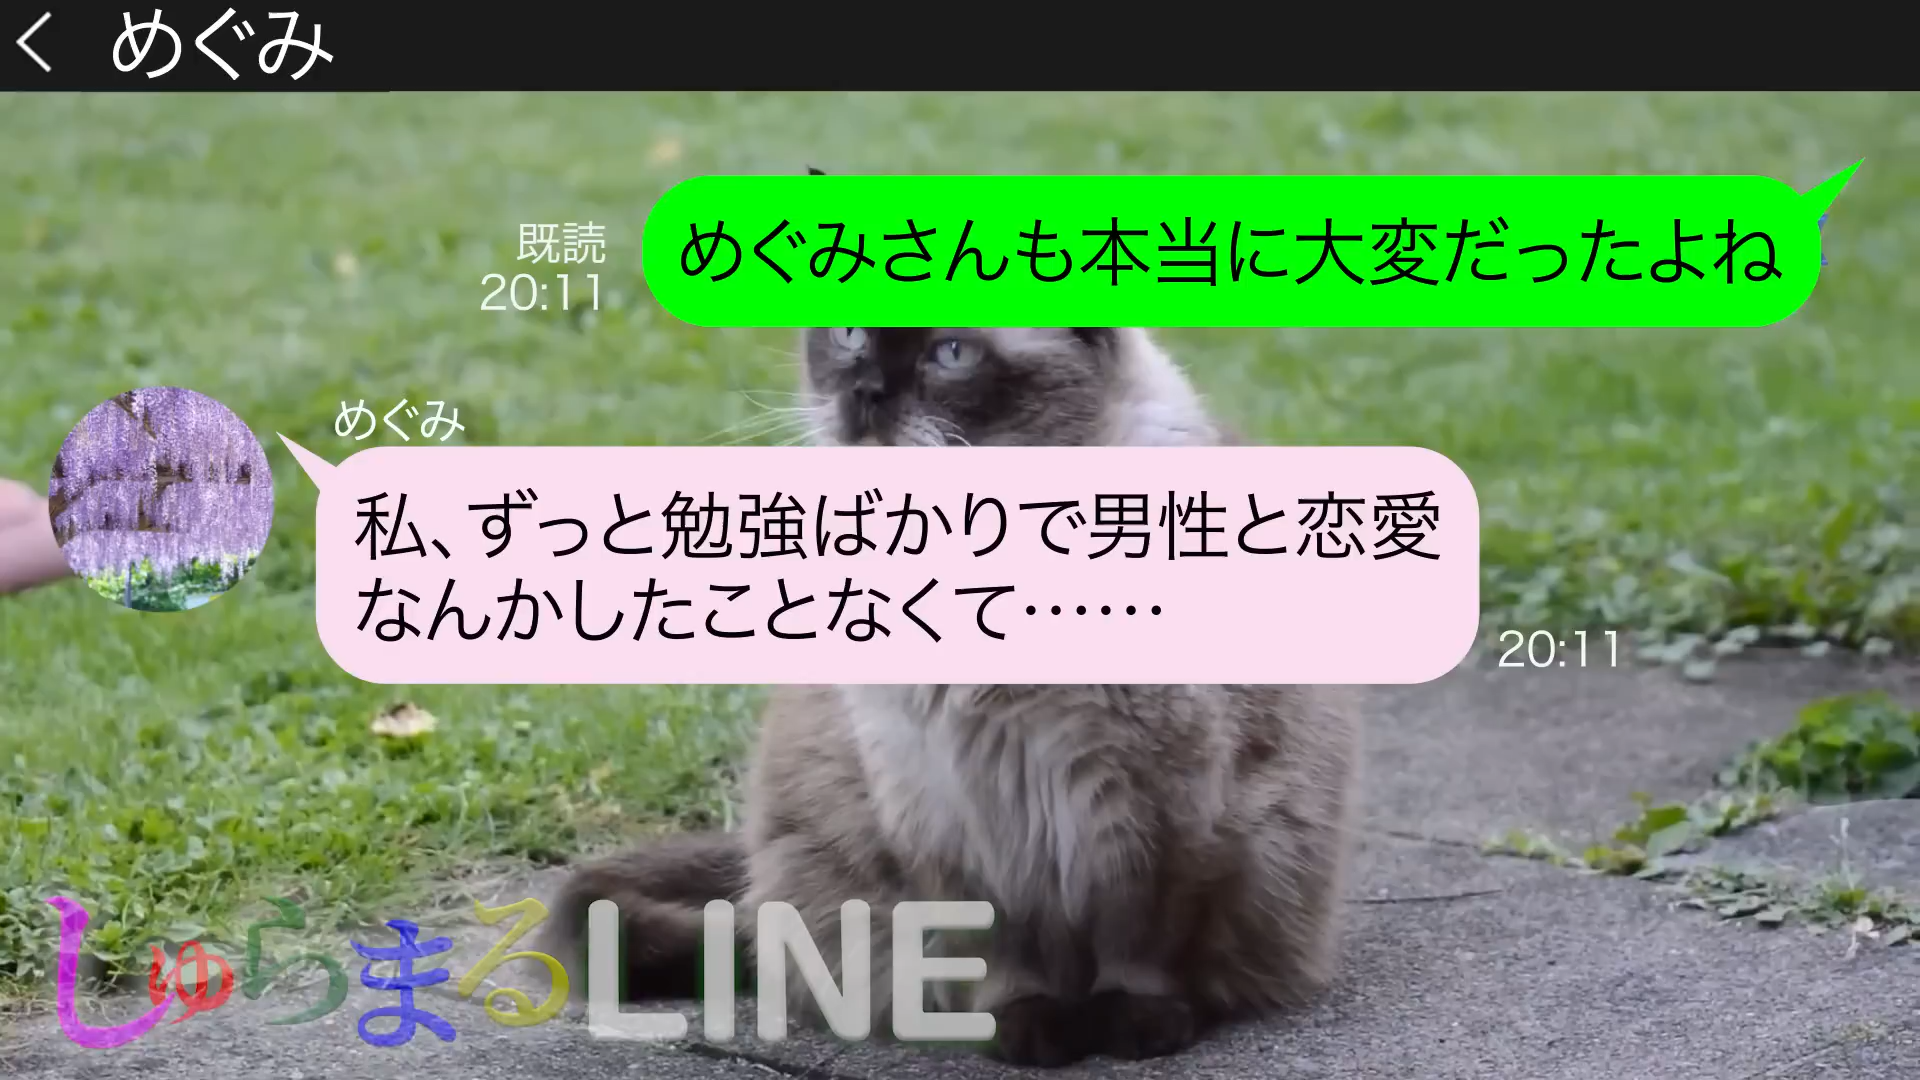 めぐみ
めぐみさんも本当に大変だったよね
既読
20:11
めぐみ
私、ずっと勉強ばかりで男性と恋愛
なんかしたことなくて……
20:11
しゅらまるLINE